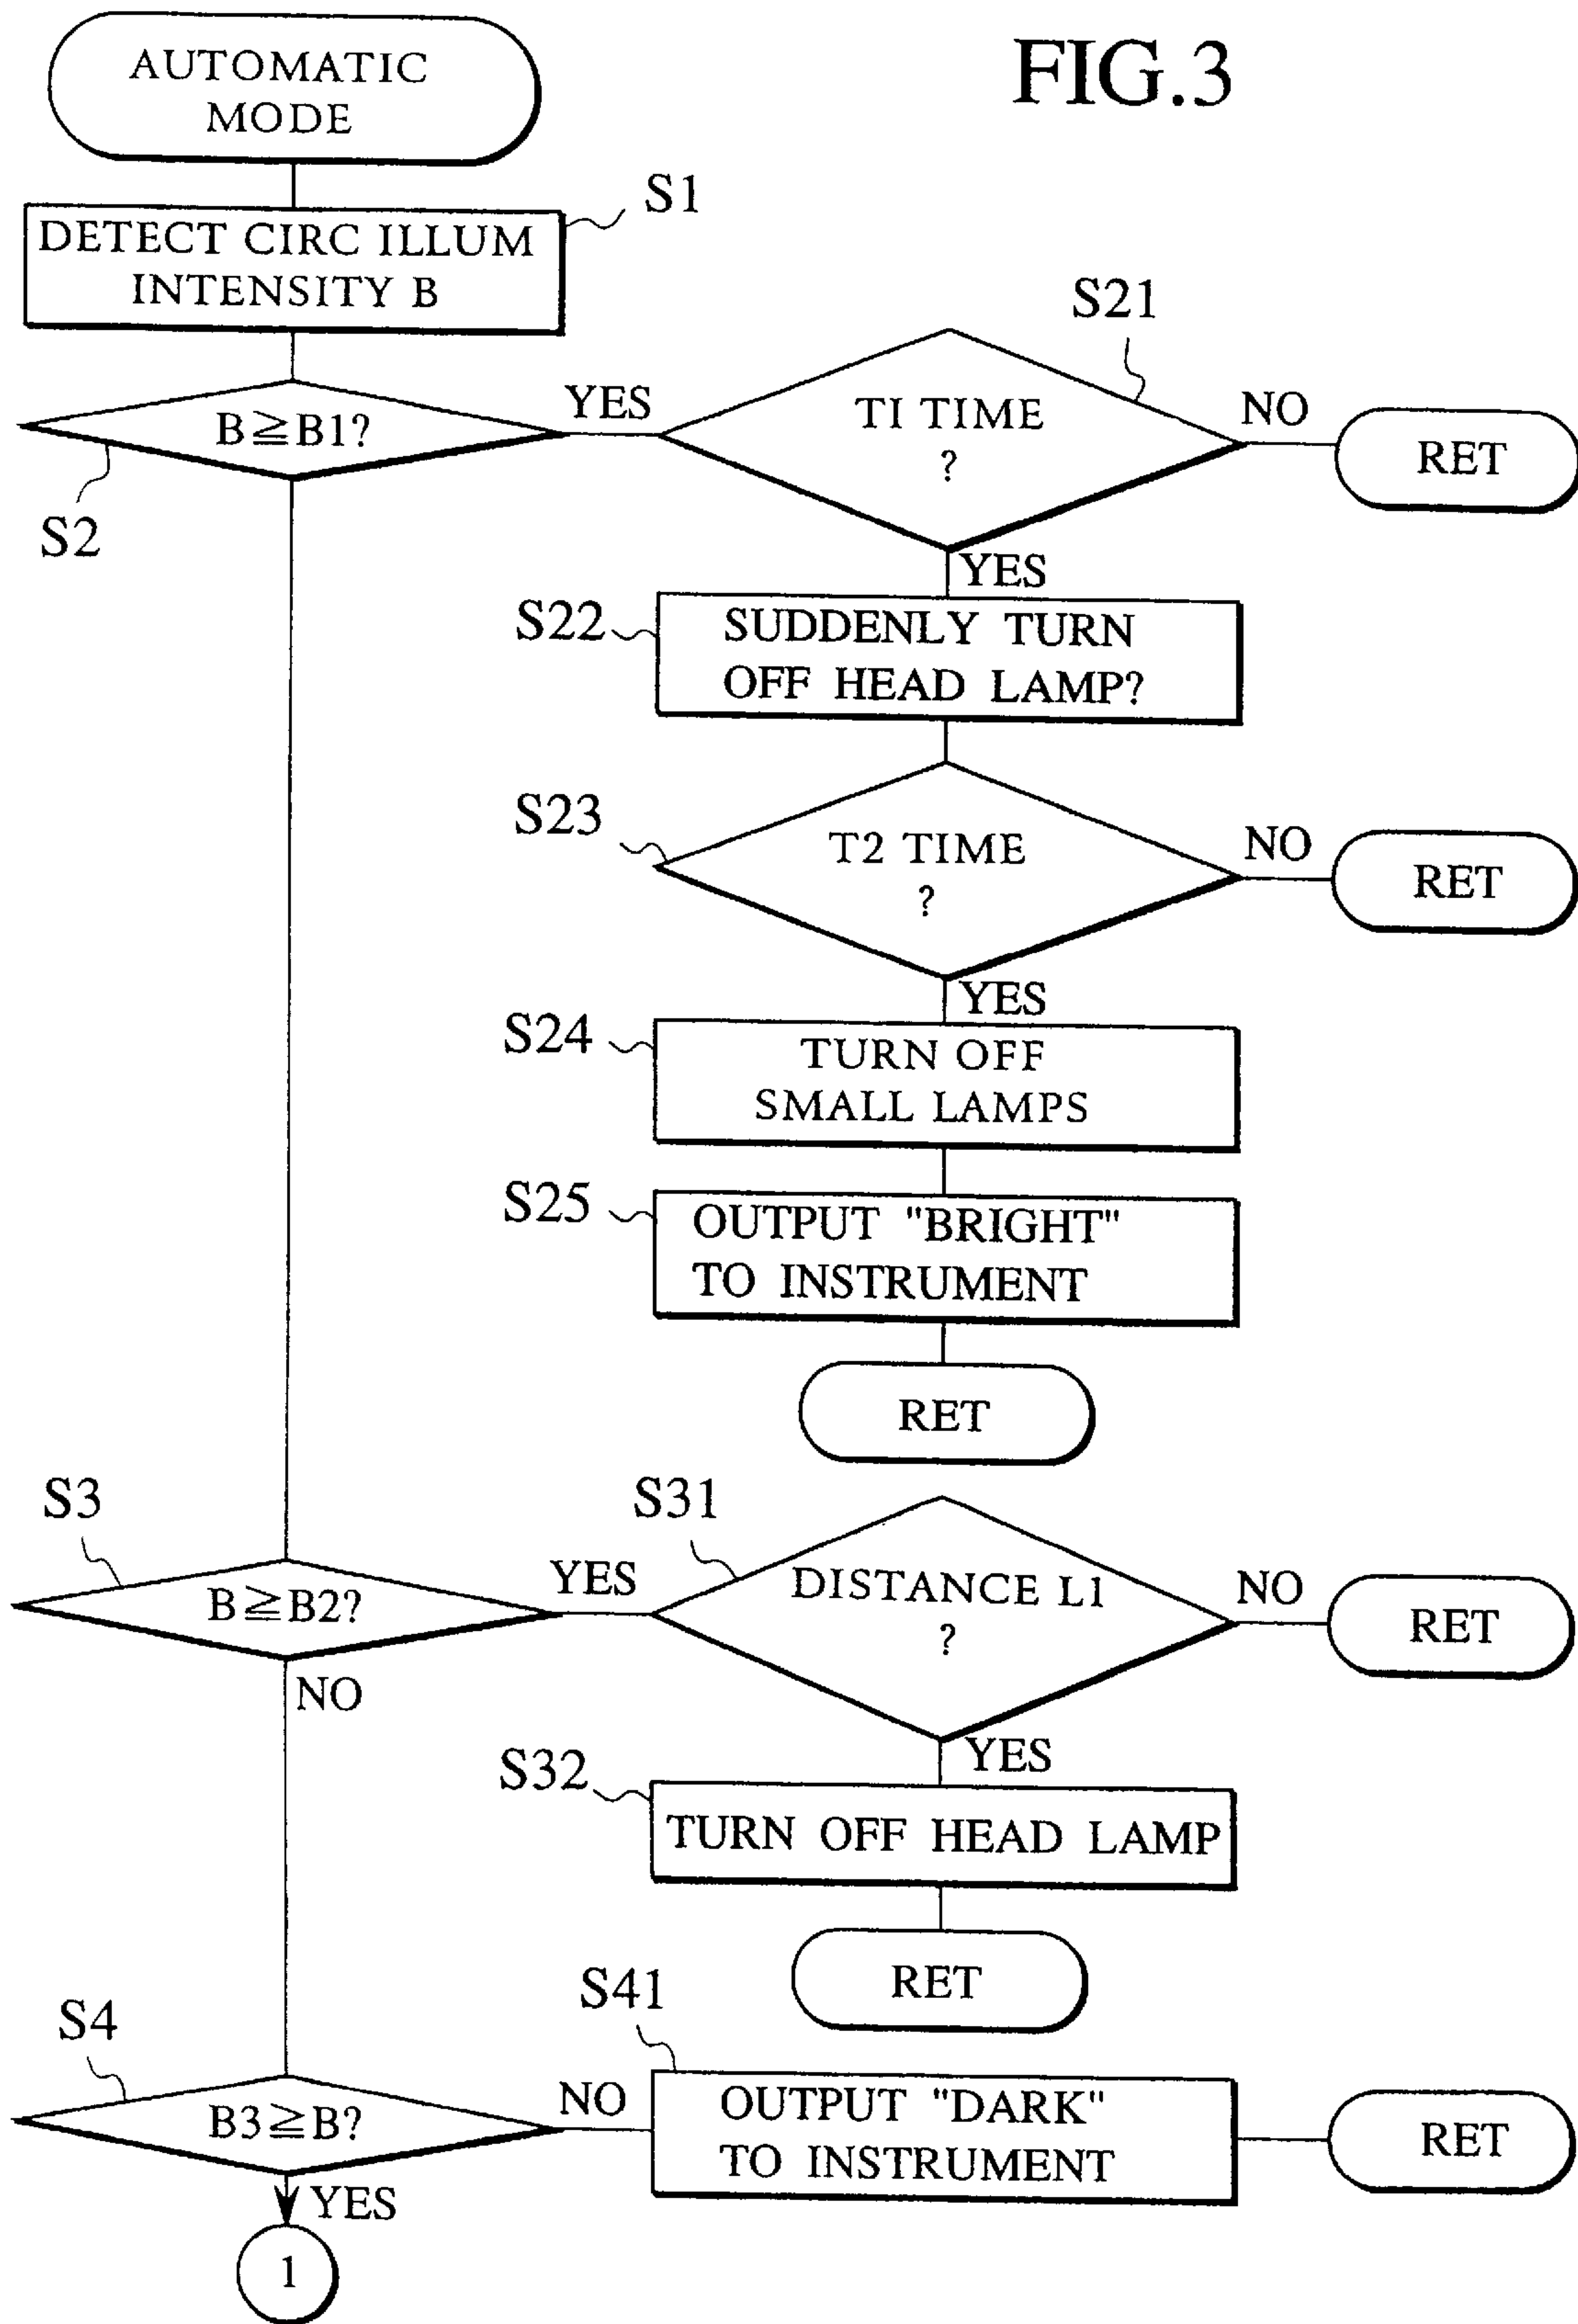 FIG.3
AUTOMATIC
MODE
S1
DETECT CIRC ILLUM
INTENSITY B
S2
B≧B1?
YES
S21
TI TIME
?
NO
RET
YES
S22
SUDDENLY TURN
OFF HEAD LAMP?
S23
T2 TIME
?
NO
RET
YES
S24
TURN OFF
SMALL LAMPS
S25
OUTPUT "BRIGHT"
TO INSTRUMENT
RET
S3
B≧B2?
YES
NO
S31
DISTANCE L1
?
NO
RET
YES
S32
TURN OFF HEAD LAMP
RET
S4
B3≧B?
NO
S41
OUTPUT "DARK"
TO INSTRUMENT
RET
YES
1